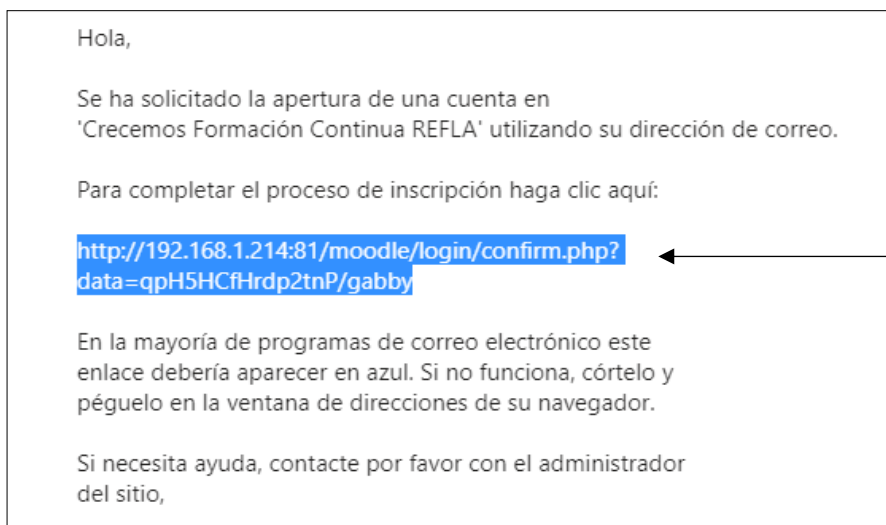 Hola,
Se ha solicitado la apertura de una cuenta en
'Crecemos Formación Continua REFLA' utilizando su dirección de correo.
Para completar el proceso de inscripción haga clic aquí:
http://192.168.1.214:81/moodle/login/confirm.php?
data=qpH5HCfHrdp2tnP/gabby
En la mayoría de programas de correo electrónico este
enlace debería aparecer en azul. Si no funciona, córtelo y
péguelo en la ventana de direcciones de su navegador.
Si necesita ayuda, contacte por favor con el administrador
del sitio,